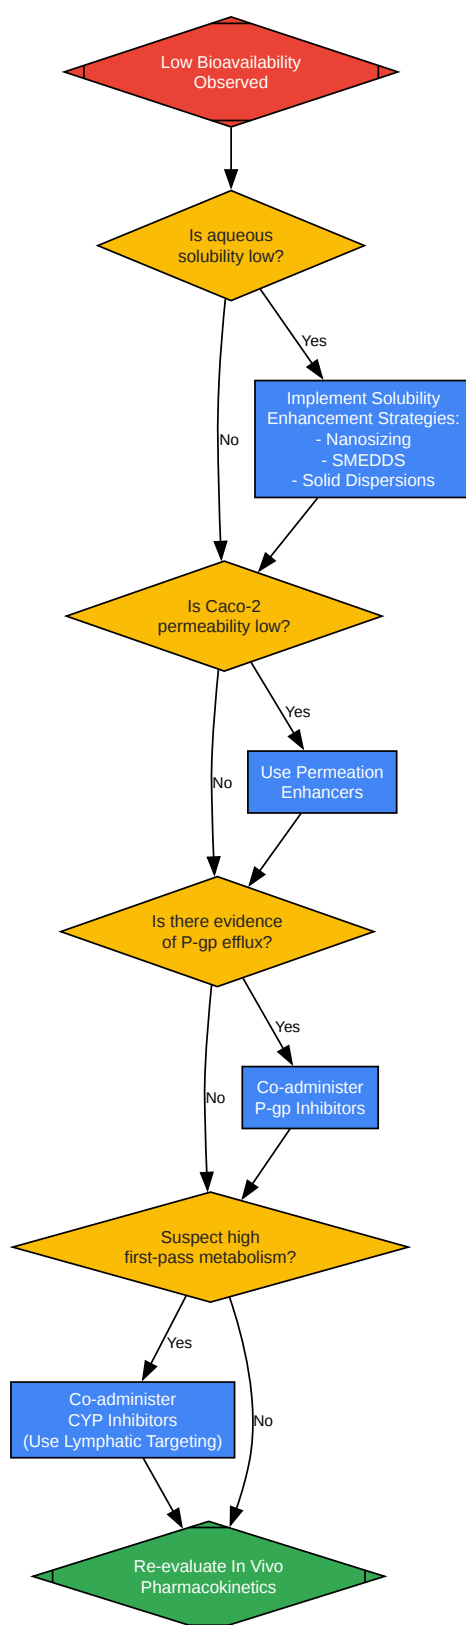 Low Bioavailability
Observed
Is aqueous
solubility low?
Yes
Implement Solubility
Enhancement Strategies:
- Nanosizing
- SMEDDS
- Solid Dispersions
No
Is Caco-2
permeability low?
Yes
Use Permeation
Enhancers
No
Is there evidence
of P-gp efflux?
Yes
Co-administer
P-gp Inhibitors
No
Suspect high
first-pass metabolism?
Yes
Co-administer
CYP Inhibitors
(Use Lymphatic Targeting)
No
Re-evaluate In Vivo
Pharmacokinetics